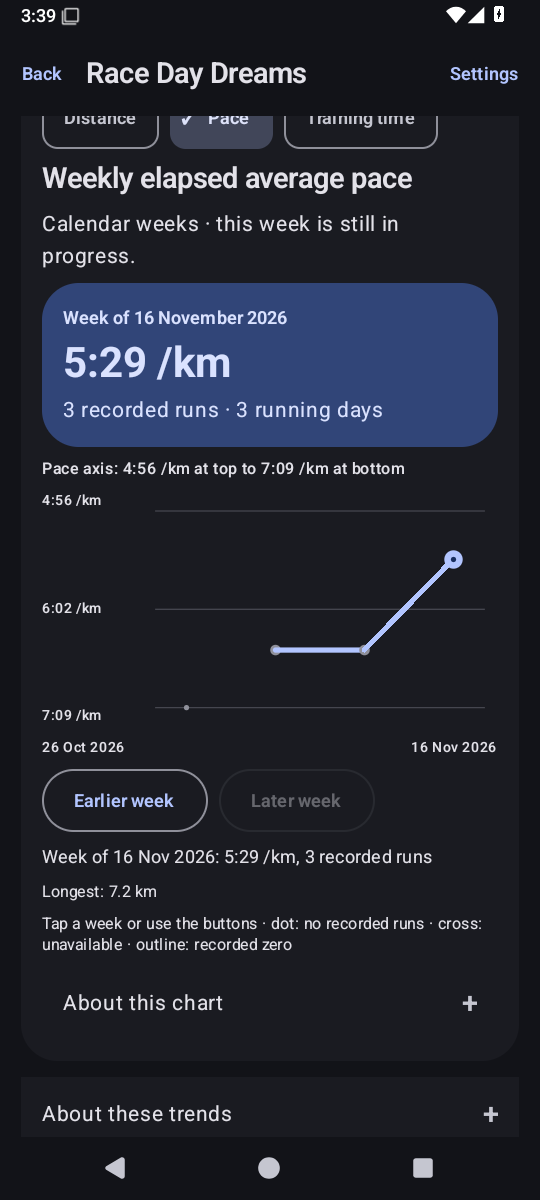 3:39
Back Race Day Dreams Settings
Distance ✓ Pace Training time
Weekly elapsed average pace
Calendar weeks · this week is still in
progress.
Week of 16 November 2026
5:29 /km
3 recorded runs · 3 running days
Pace axis: 4:56 /km at top to 7:09 /km at bottom
4:56 /km
6:02 /km
7:09 /km
26 Oct 2026 16 Nov 2026
Earlier week Later week
Week of 16 Nov 2026: 5:29 /km, 3 recorded runs
Longest: 7.2 km
Tap a week or use the buttons · dot: no recorded runs · cross:
unavailable · outline: recorded zero
About this chart +
About these trends +